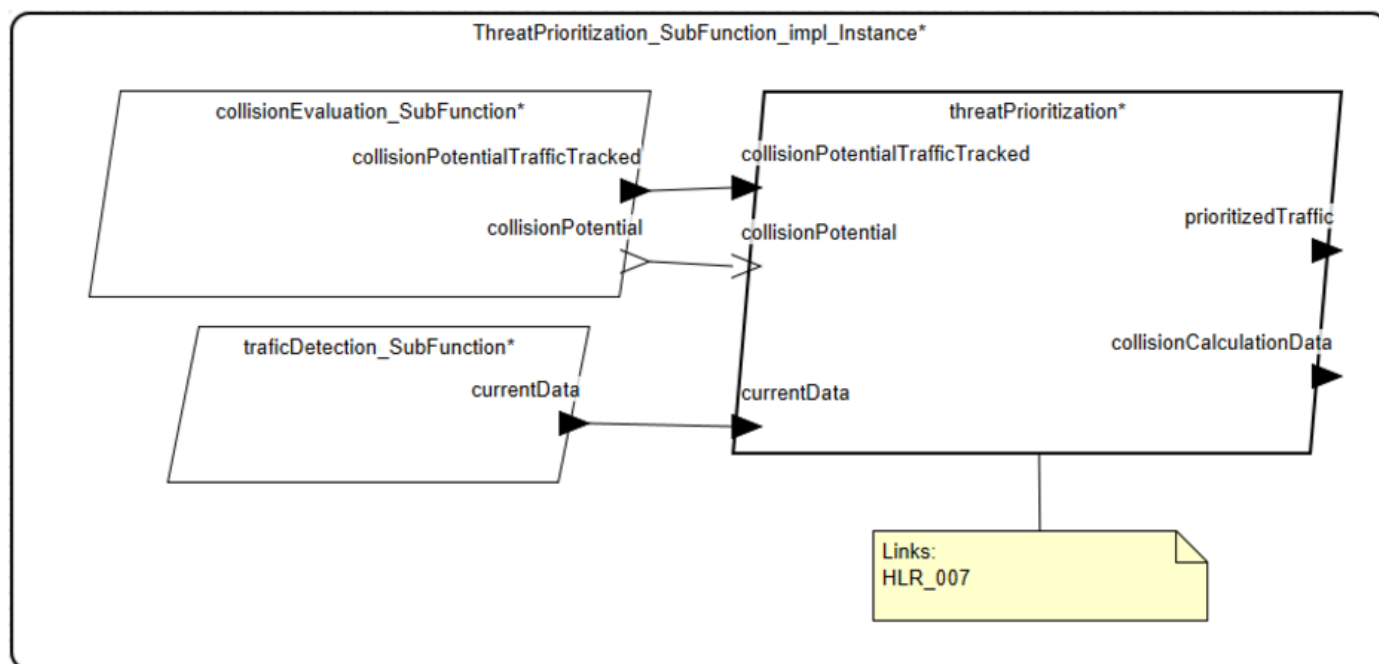 ThreatPrioritization_SubFunction_impl_Instance*
collisionEvaluation_SubFunction*
collisionPotentialTrafficTracked
collisionPotential
traficDetection_SubFunction*
currentData
threatPrioritization*
collisionPotentialTrafficTracked
collisionPotential
currentData
prioritizedTraffic
collisionCalculationData
Links:
HLR_007